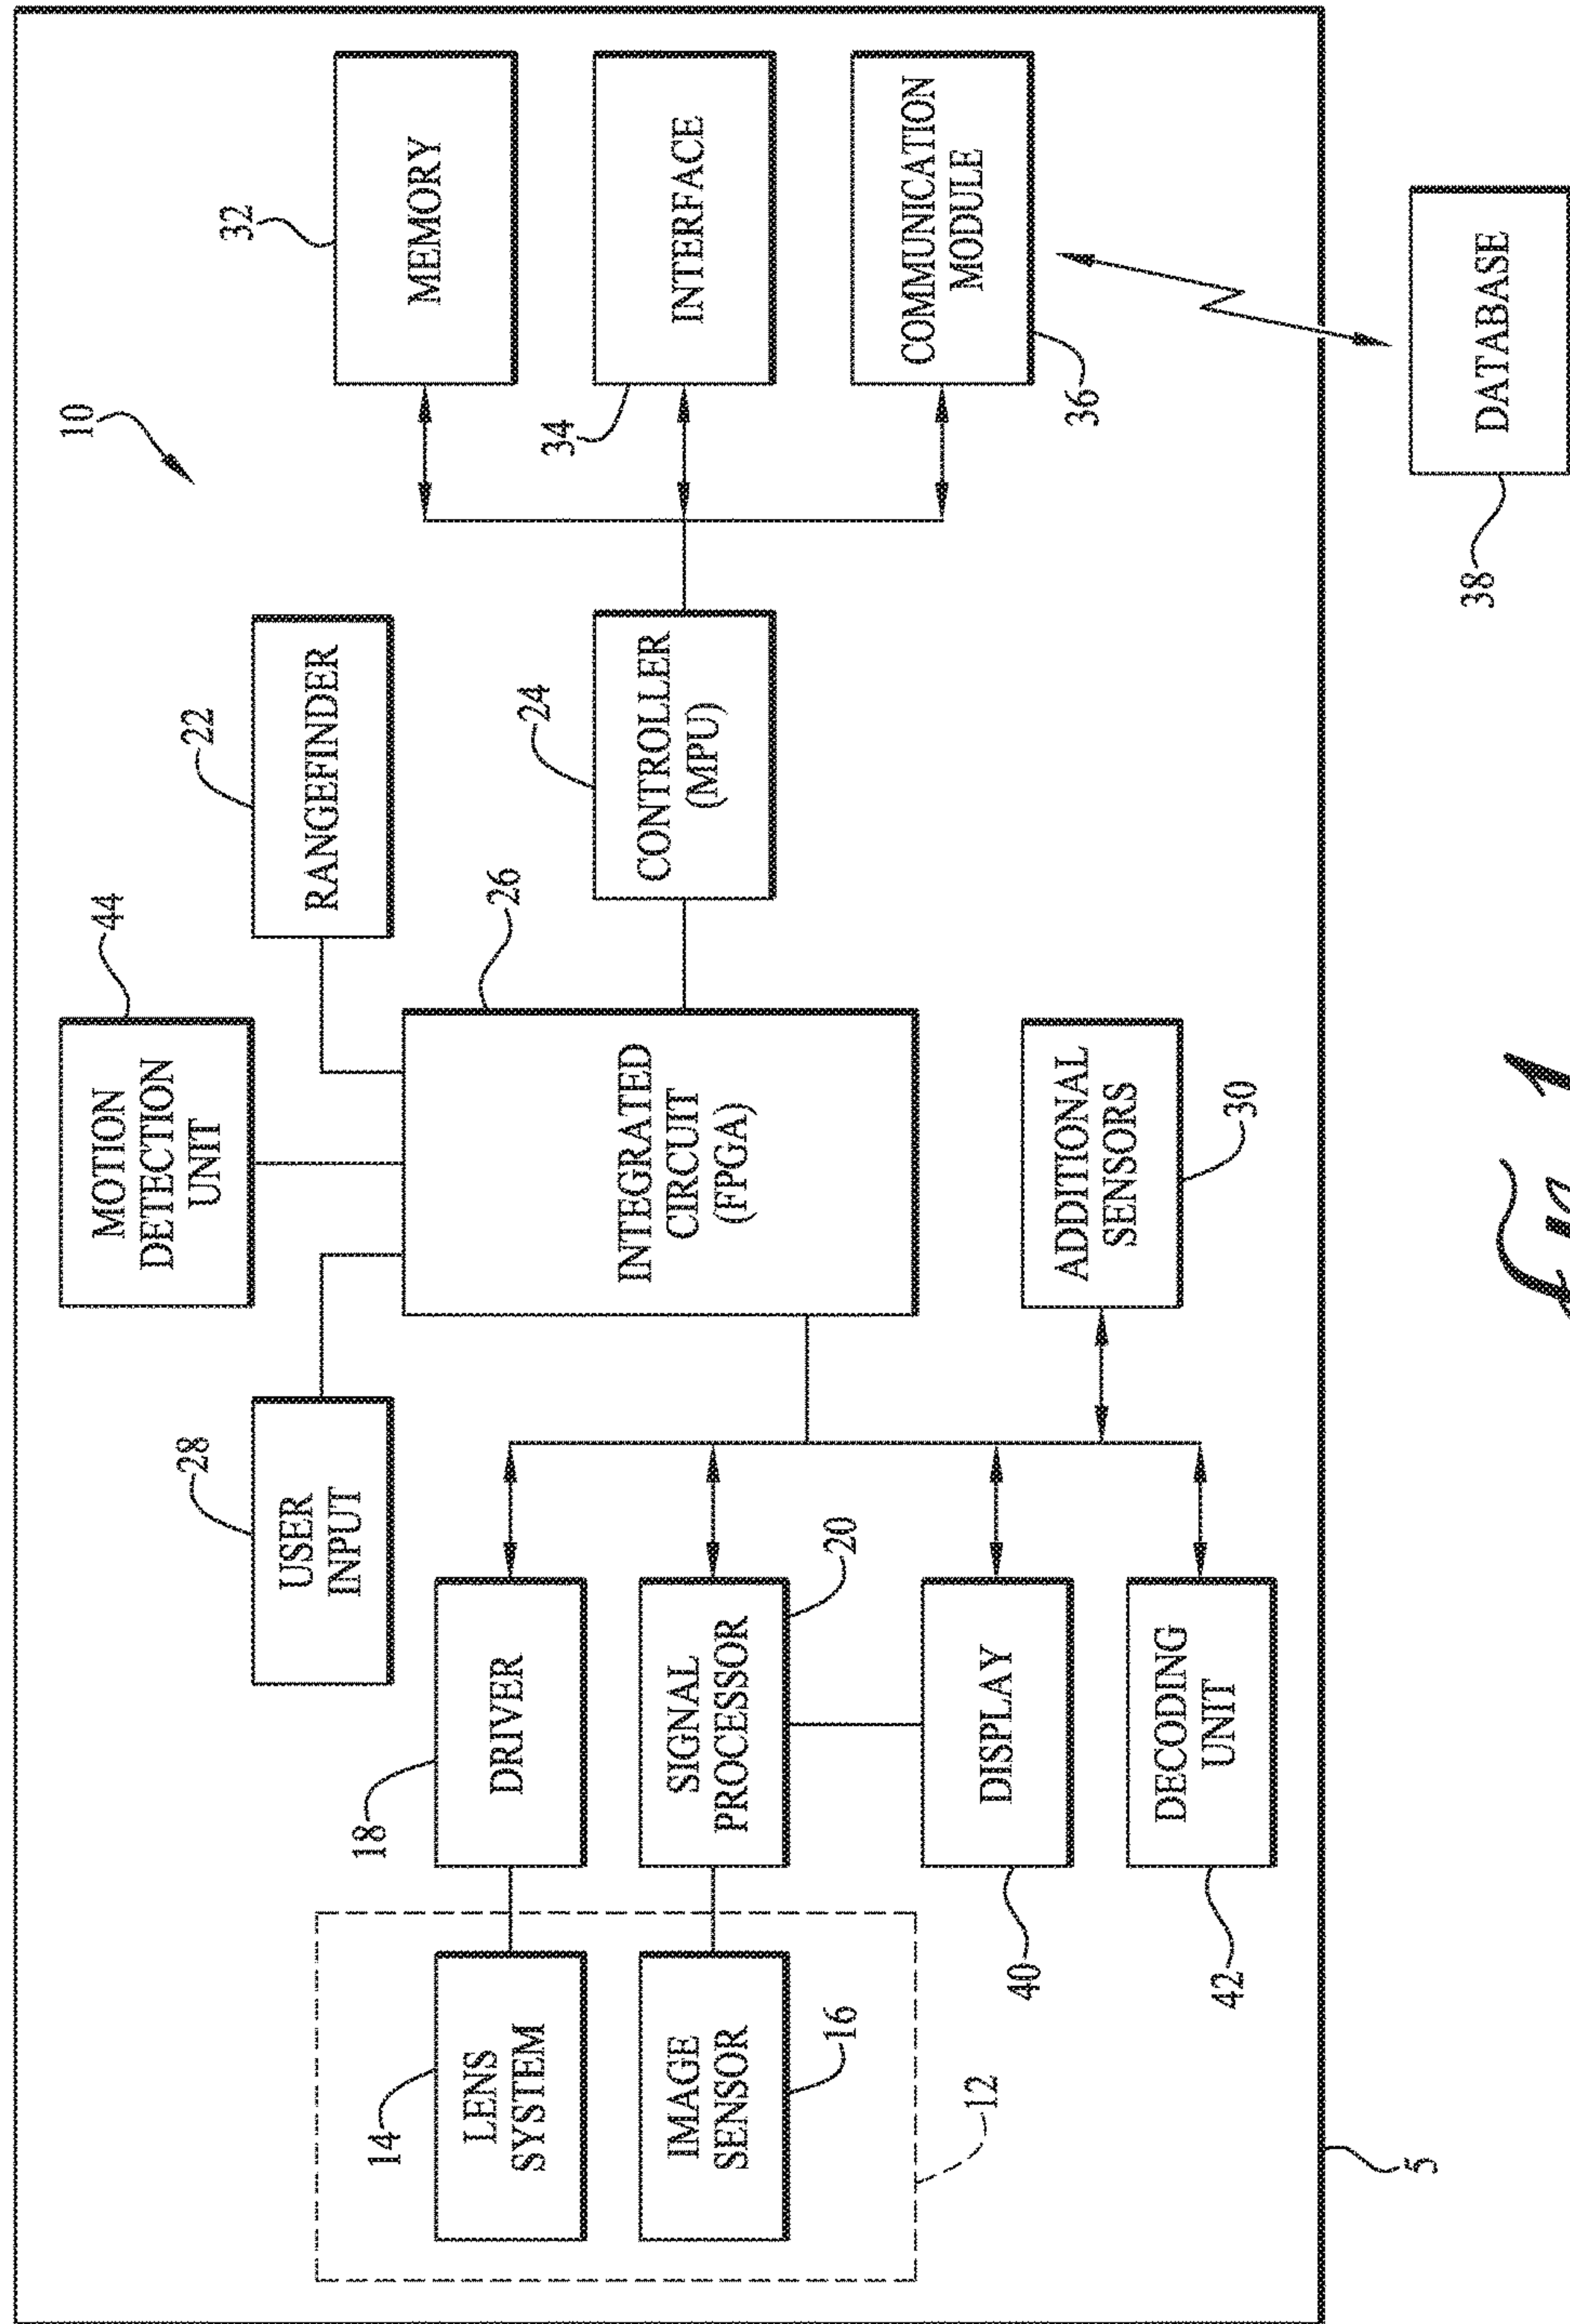 10
44
MOTION
DETECTION
UNIT
28
USER
INPUT
22
RANGEFINDER
32
MEMORY
14
LENS
SYSTEM
18
DRIVER
26
INTEGRATED
CIRCUIT
(FPGA)
24
CONTROLLER
(MPU)
34
INTERFACE
IMAGE
SENSOR
16
SIGNAL
PROCESSOR
20
COMMUNICATION
MODULE
36
12
40
DISPLAY
ADDITIONAL
SENSORS
30
42
DECODING
UNIT
5
38
DATABASE
Fig. 1